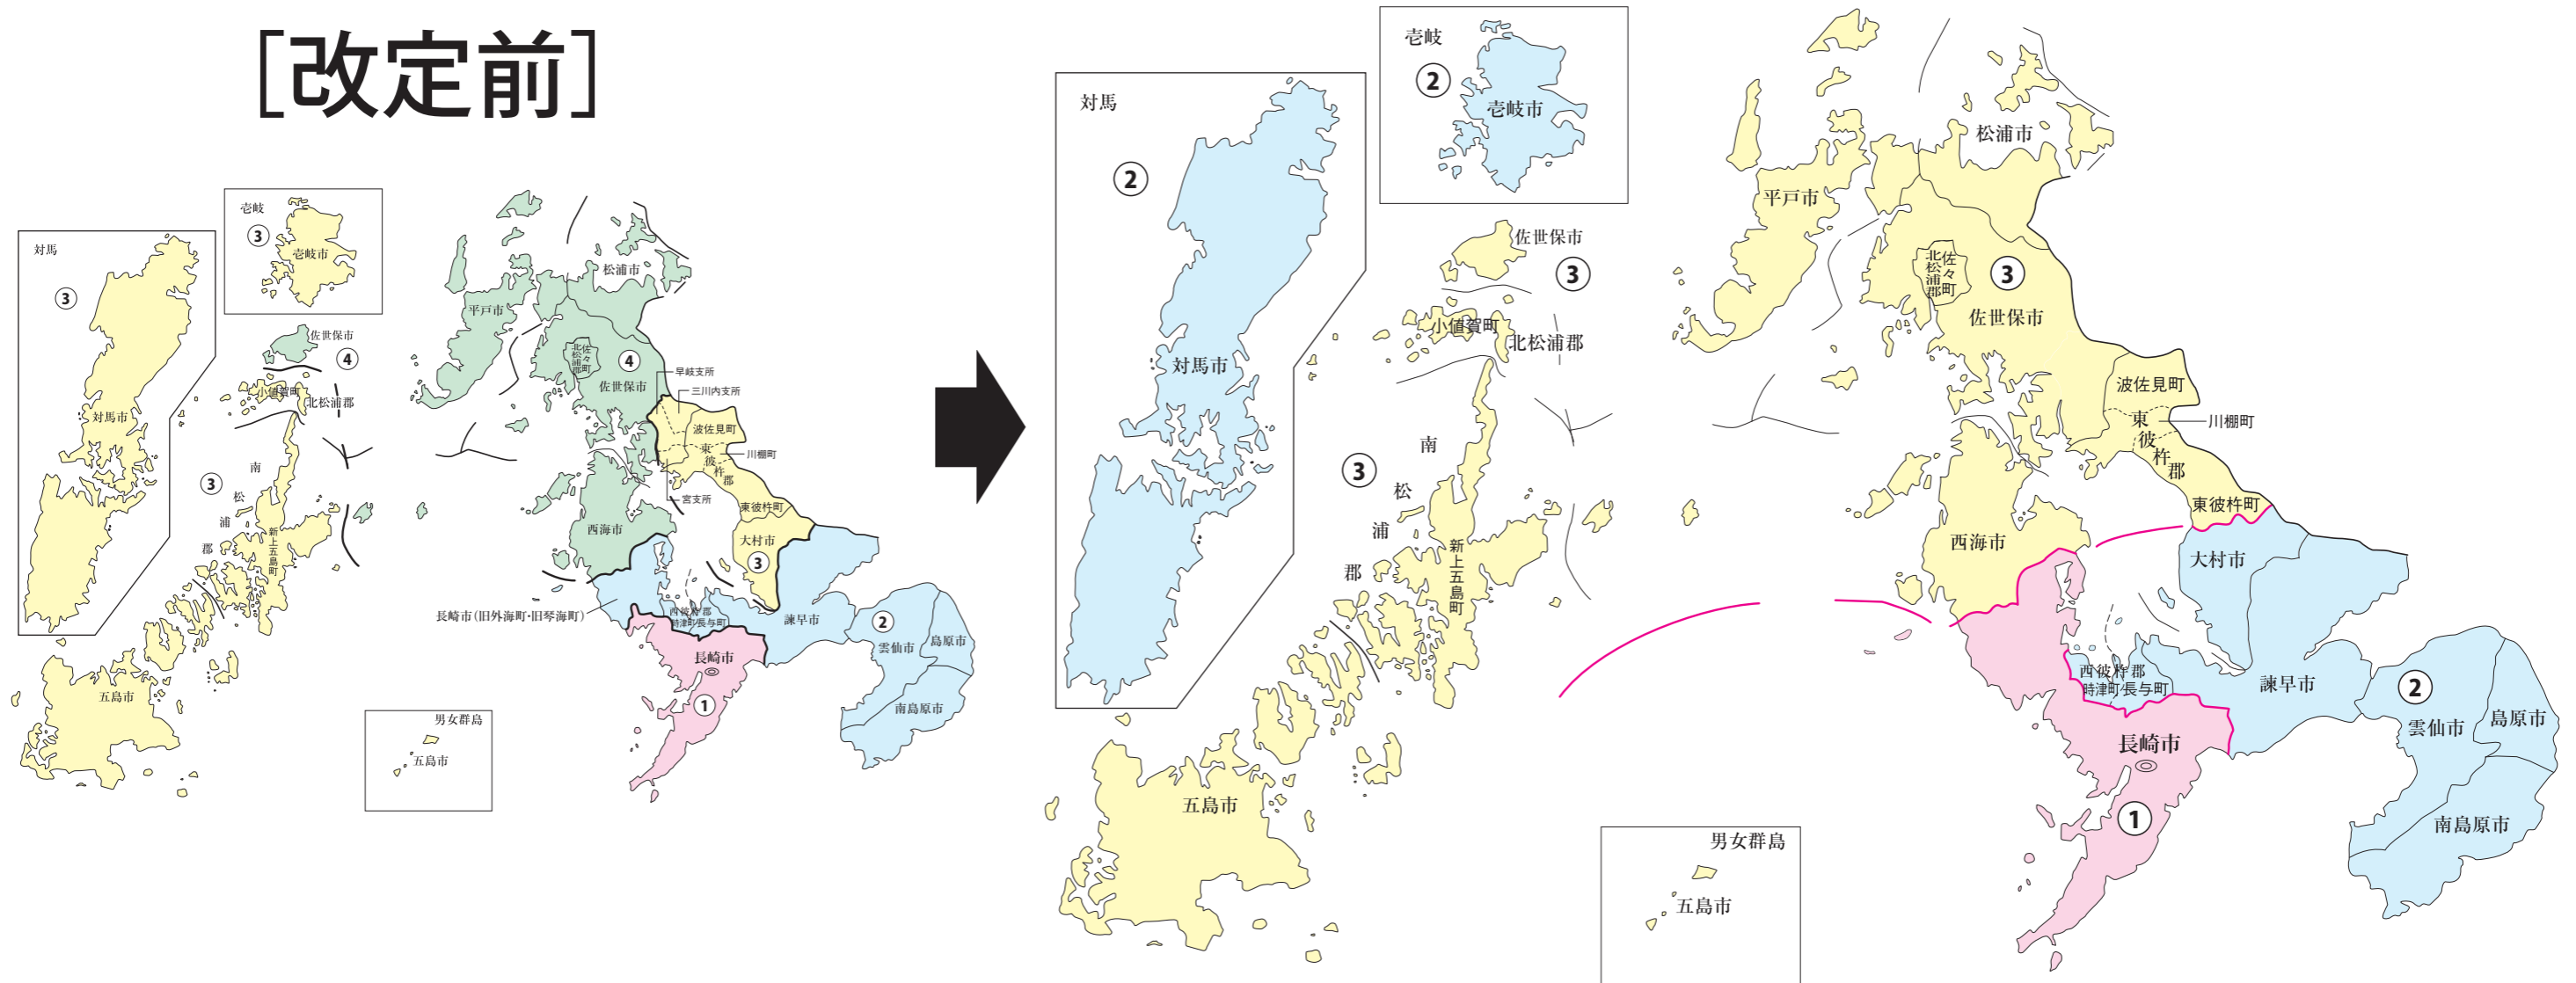 ［改定前］
対馬
③
対馬市
壱岐
③
壱岐市
佐世保市
④
小値賀町
北松浦郡
③
南松浦郡
新上五島町
五島市
男女群島
五島市
松浦市
平戸市
北松浦郡
佐々町
④
佐世保市
早岐支所
三川内支所
波佐見町
東彼杵郡
川棚町
宮支所
東彼杵町
西海市
大村市
③
長崎市（旧外海町・旧琴海町）
西彼杵郡
時津町
長与町
諫早市
②
雲仙市
島原市
南島原市
長崎市
①
対馬
②
対馬市
壱岐
②
壱岐市
佐世保市
③
小値賀町
北松浦郡
③
南松浦郡
新上五島町
五島市
男女群島
五島市
松浦市
平戸市
北松浦郡
佐々町
③
佐世保市
波佐見町
東彼杵郡
川棚町
東彼杵町
西海市
大村市
西彼杵郡
時津町
長与町
諫早市
②
雲仙市
島原市
南島原市
長崎市
①